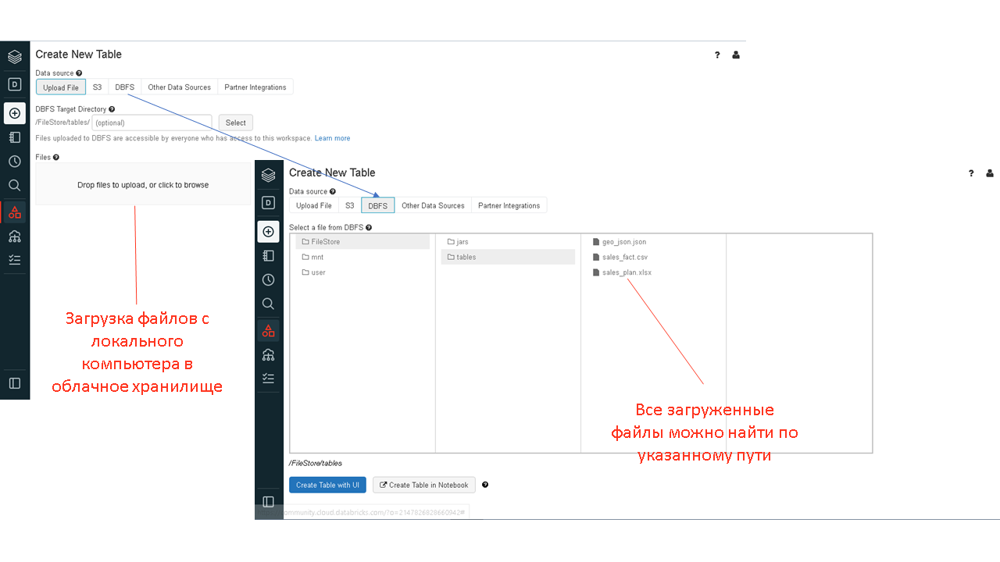 Create New Table
Data source
Upload File S3 DBFS Other Data Sources Partner Integrations
DBFS Target Directory
/FileStore/tables/ (optional) Select
Files uploaded to DBFS are accessible by everyone who has access to this workspace. Learn more
Files
Drop files to upload, or click to browse
Загрузка файлов с
локального
компьютера в
облачное хранилище
Create New Table
Data source
Upload File S3 DBFS Other Data Sources Partner Integrations
Select a file from DBFS
FileStore jars geo_json.json
mnt tables sales_fact.csv
user sales_plan.xlsx
Все загруженные
файлы можно найти по
указанному пути
/FileStore/tables
Create Table with UI Create Table in Notebook
ommunity.cloud.databricks.com/?o=2147826828660942#